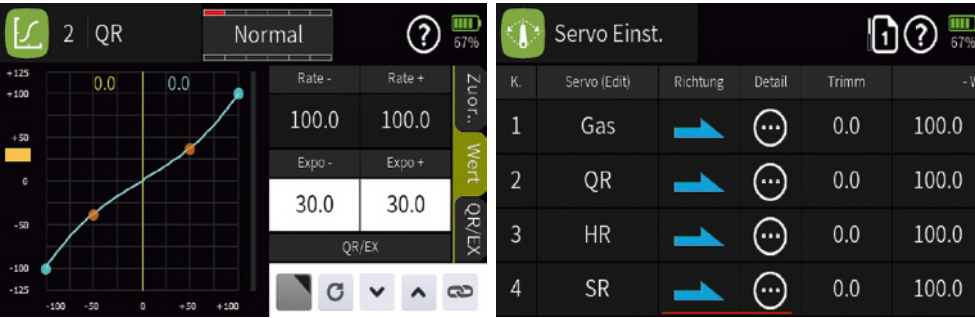 2 QR Normal ? 67%
+125
+100
+50
0
-50
-100
-125
-100 -50 0 +50 +100
0.0 0.0
Rate - Rate +
100.0 100.0
Expo - Expo +
30.0 30.0
QR/EX
Zuor..
Wert
QR/EX
Servo Einst. 1 ? 67%
K. Servo (Edit) Richtung Detail Trimm
1 Gas 0.0 100.0
2 QR 0.0 100.0
3 HR 0.0 100.0
4 SR 0.0 100.0